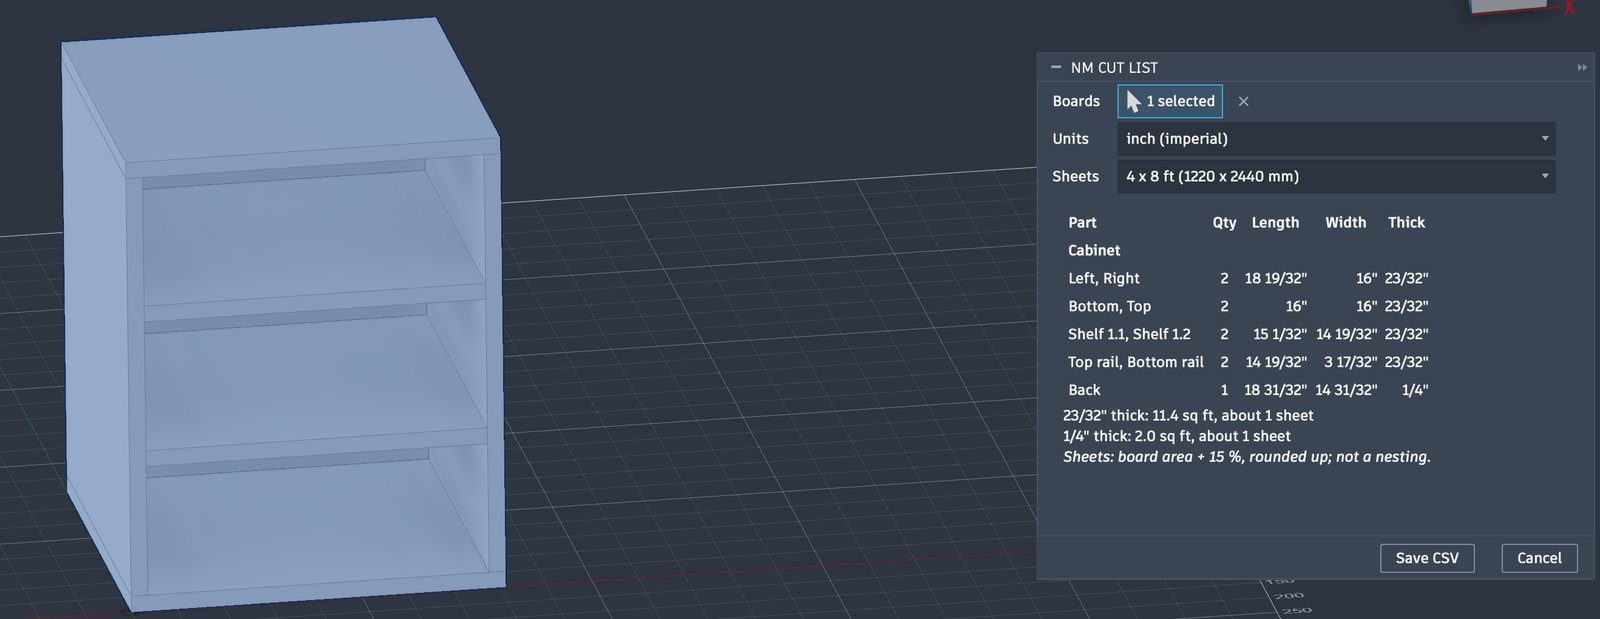 X
NM CUT LIST
Boards 1 selected
Units inch (imperial)
Sheets 4 x 8 ft (1220 x 2440 mm)
Part Qty Length Width Thick
Cabinet
Left, Right 2 18 19/32" 16" 23/32"
Bottom, Top 2 16" 16" 23/32"
Shelf 1.1, Shelf 1.2 2 15 1/32" 14 19/32" 23/32"
Top rail, Bottom rail 2 14 19/32" 3 17/32" 23/32"
Back 1 18 31/32" 14 31/32" 1/4"
23/32" thick: 11.4 sq ft, about 1 sheet
1/4" thick: 2.0 sq ft, about 1 sheet
Sheets: board area + 15 %, rounded up; not a nesting.
Save CSV Cancel
150
200
250